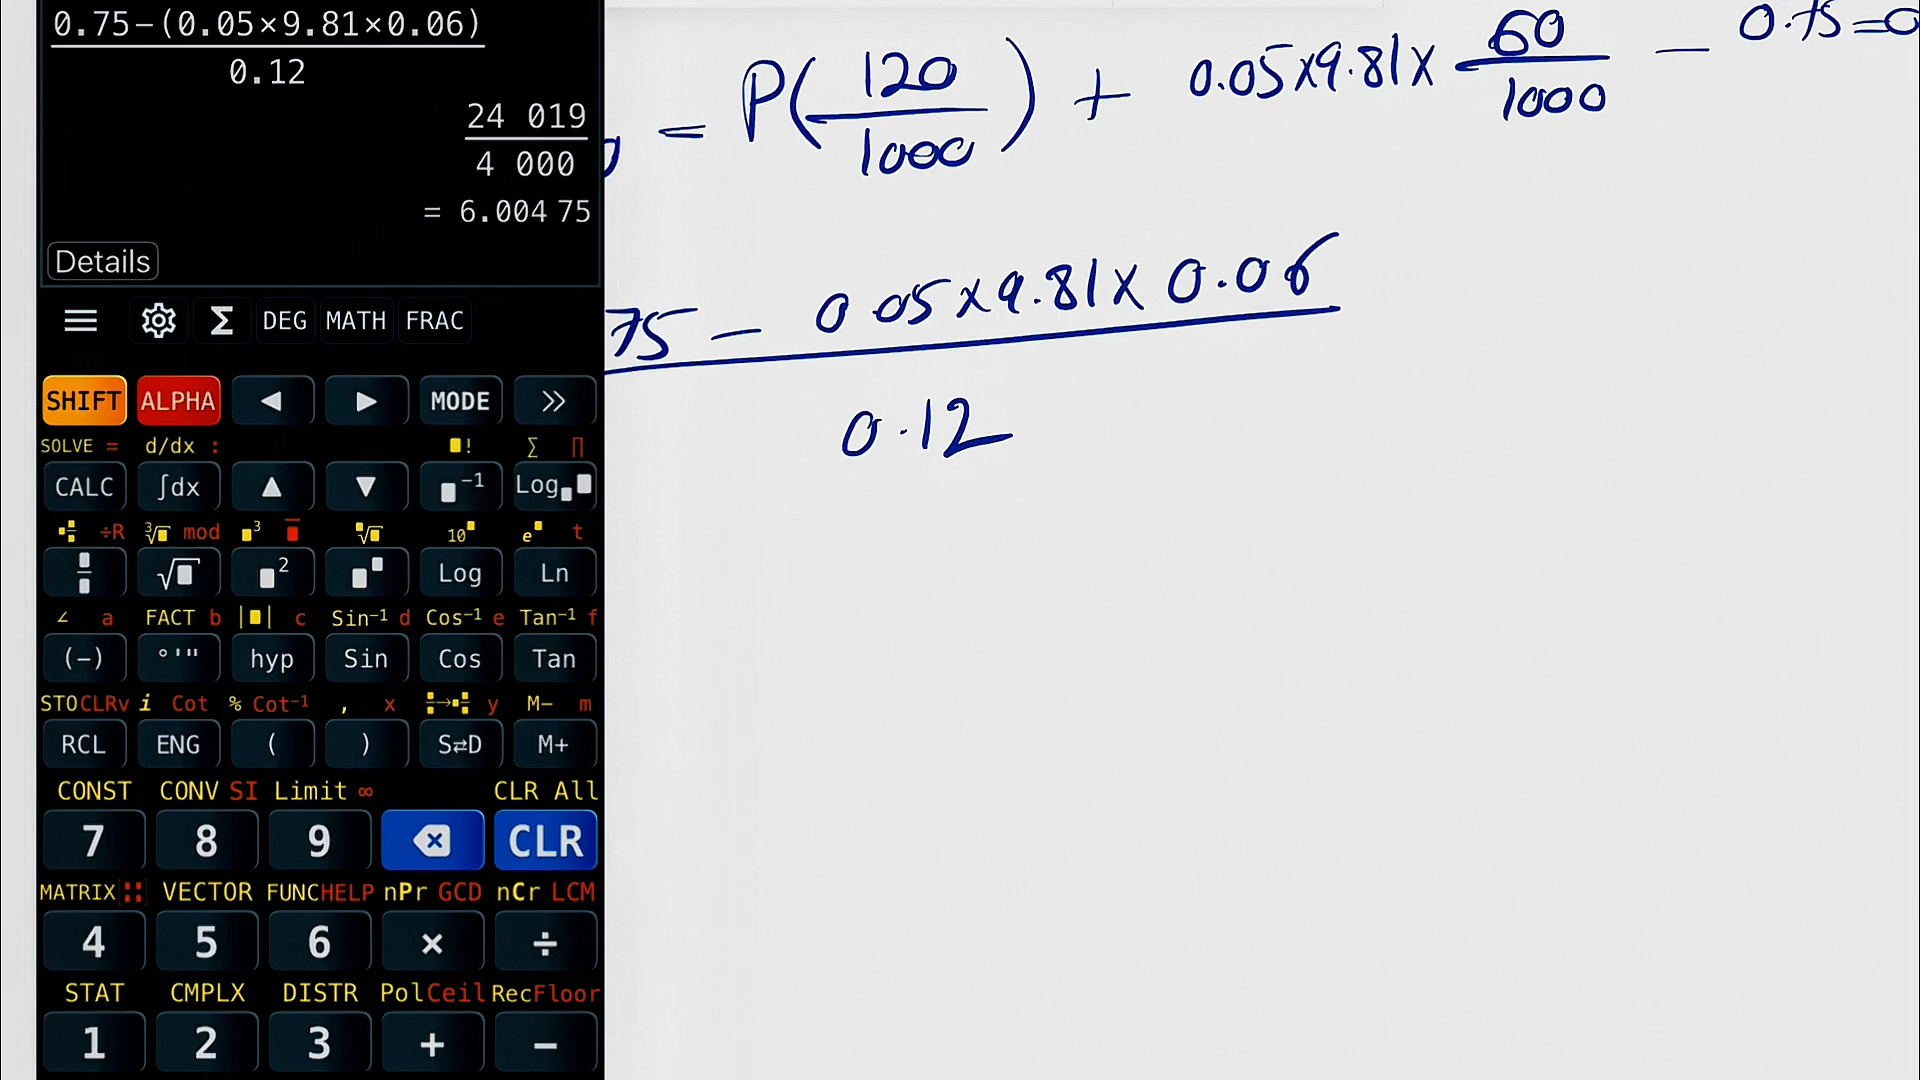 0.75−(0.05×9.81×0.06)
0.12
24 019
4 000
= 6.004 75
Details
= P(120/1000) + 0.05×9.81× 60/1000 − 0.75=0
75 − 0.05×9.81× 0.06
0.12
DEG MATH FRAC
SHIFT ALPHA ◄ ► MODE >>
SOLVE = d/dx : ! ∑ ∏
CALC ∫dx ▲ ▼ ■⁻¹ Log
÷R ∛ mod ■³ 10 e t
√ ■² Log Ln
∠ a FACT b |■| c Sin⁻¹ d Cos⁻¹ e Tan⁻¹ f
(−) °'" hyp Sin Cos Tan
STO CLRv i Cot % Cot⁻¹ , x y M− m
RCL ENG ( ) S⇄D M+
CONST CONV SI Limit ∞ CLR All
7 8 9 CLR
MATRIX VECTOR FUNC HELP nPr GCD nCr LCM
4 5 6 × ÷
STAT CMPLX DISTR Pol Ceil Rec Floor
1 2 3 + −